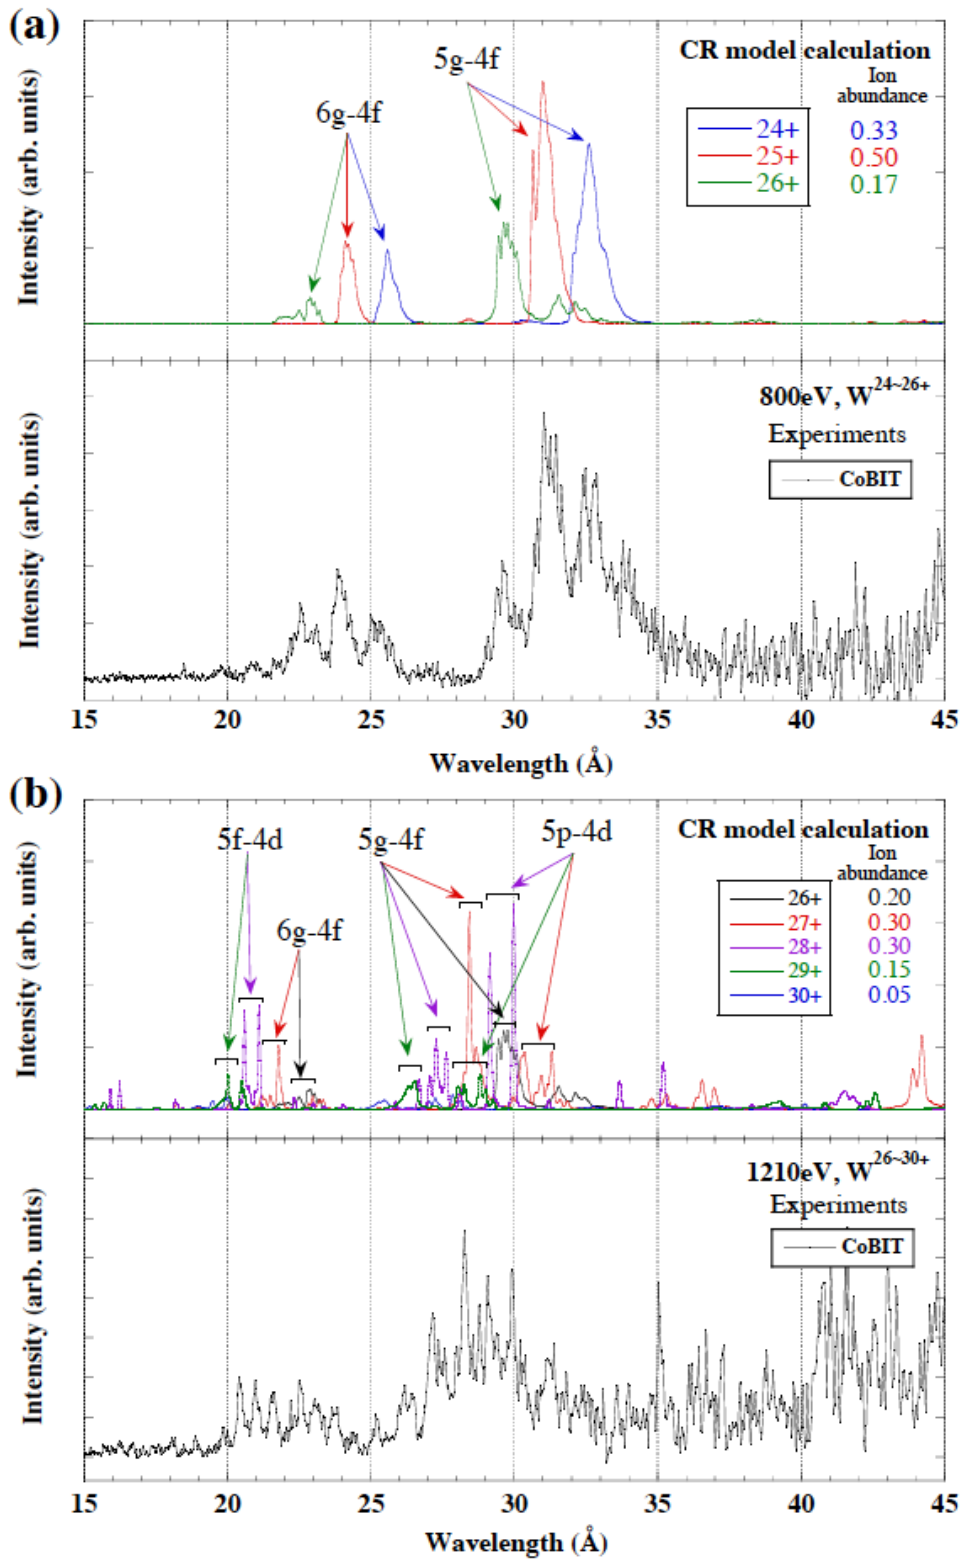 (a)
Intensity (arb. units)
6g-4f
5g-4f
CR model calculation
Ion
abundance
24+ 0.33
25+ 0.50
26+ 0.17
Intensity (arb. units)
800eV, W24~26+
Experiments
CoBIT
15 20 25 30 35 40 45
Wavelength (Å)
(b)
Intensity (arb. units)
5f-4d
6g-4f
5g-4f
5p-4d
CR model calculation
Ion
abundance
26+ 0.20
27+ 0.30
28+ 0.30
29+ 0.15
30+ 0.05
Intensity (arb. units)
1210eV, W26~30+
Experiments
CoBIT
15 20 25 30 35 40 45
Wavelength (Å)